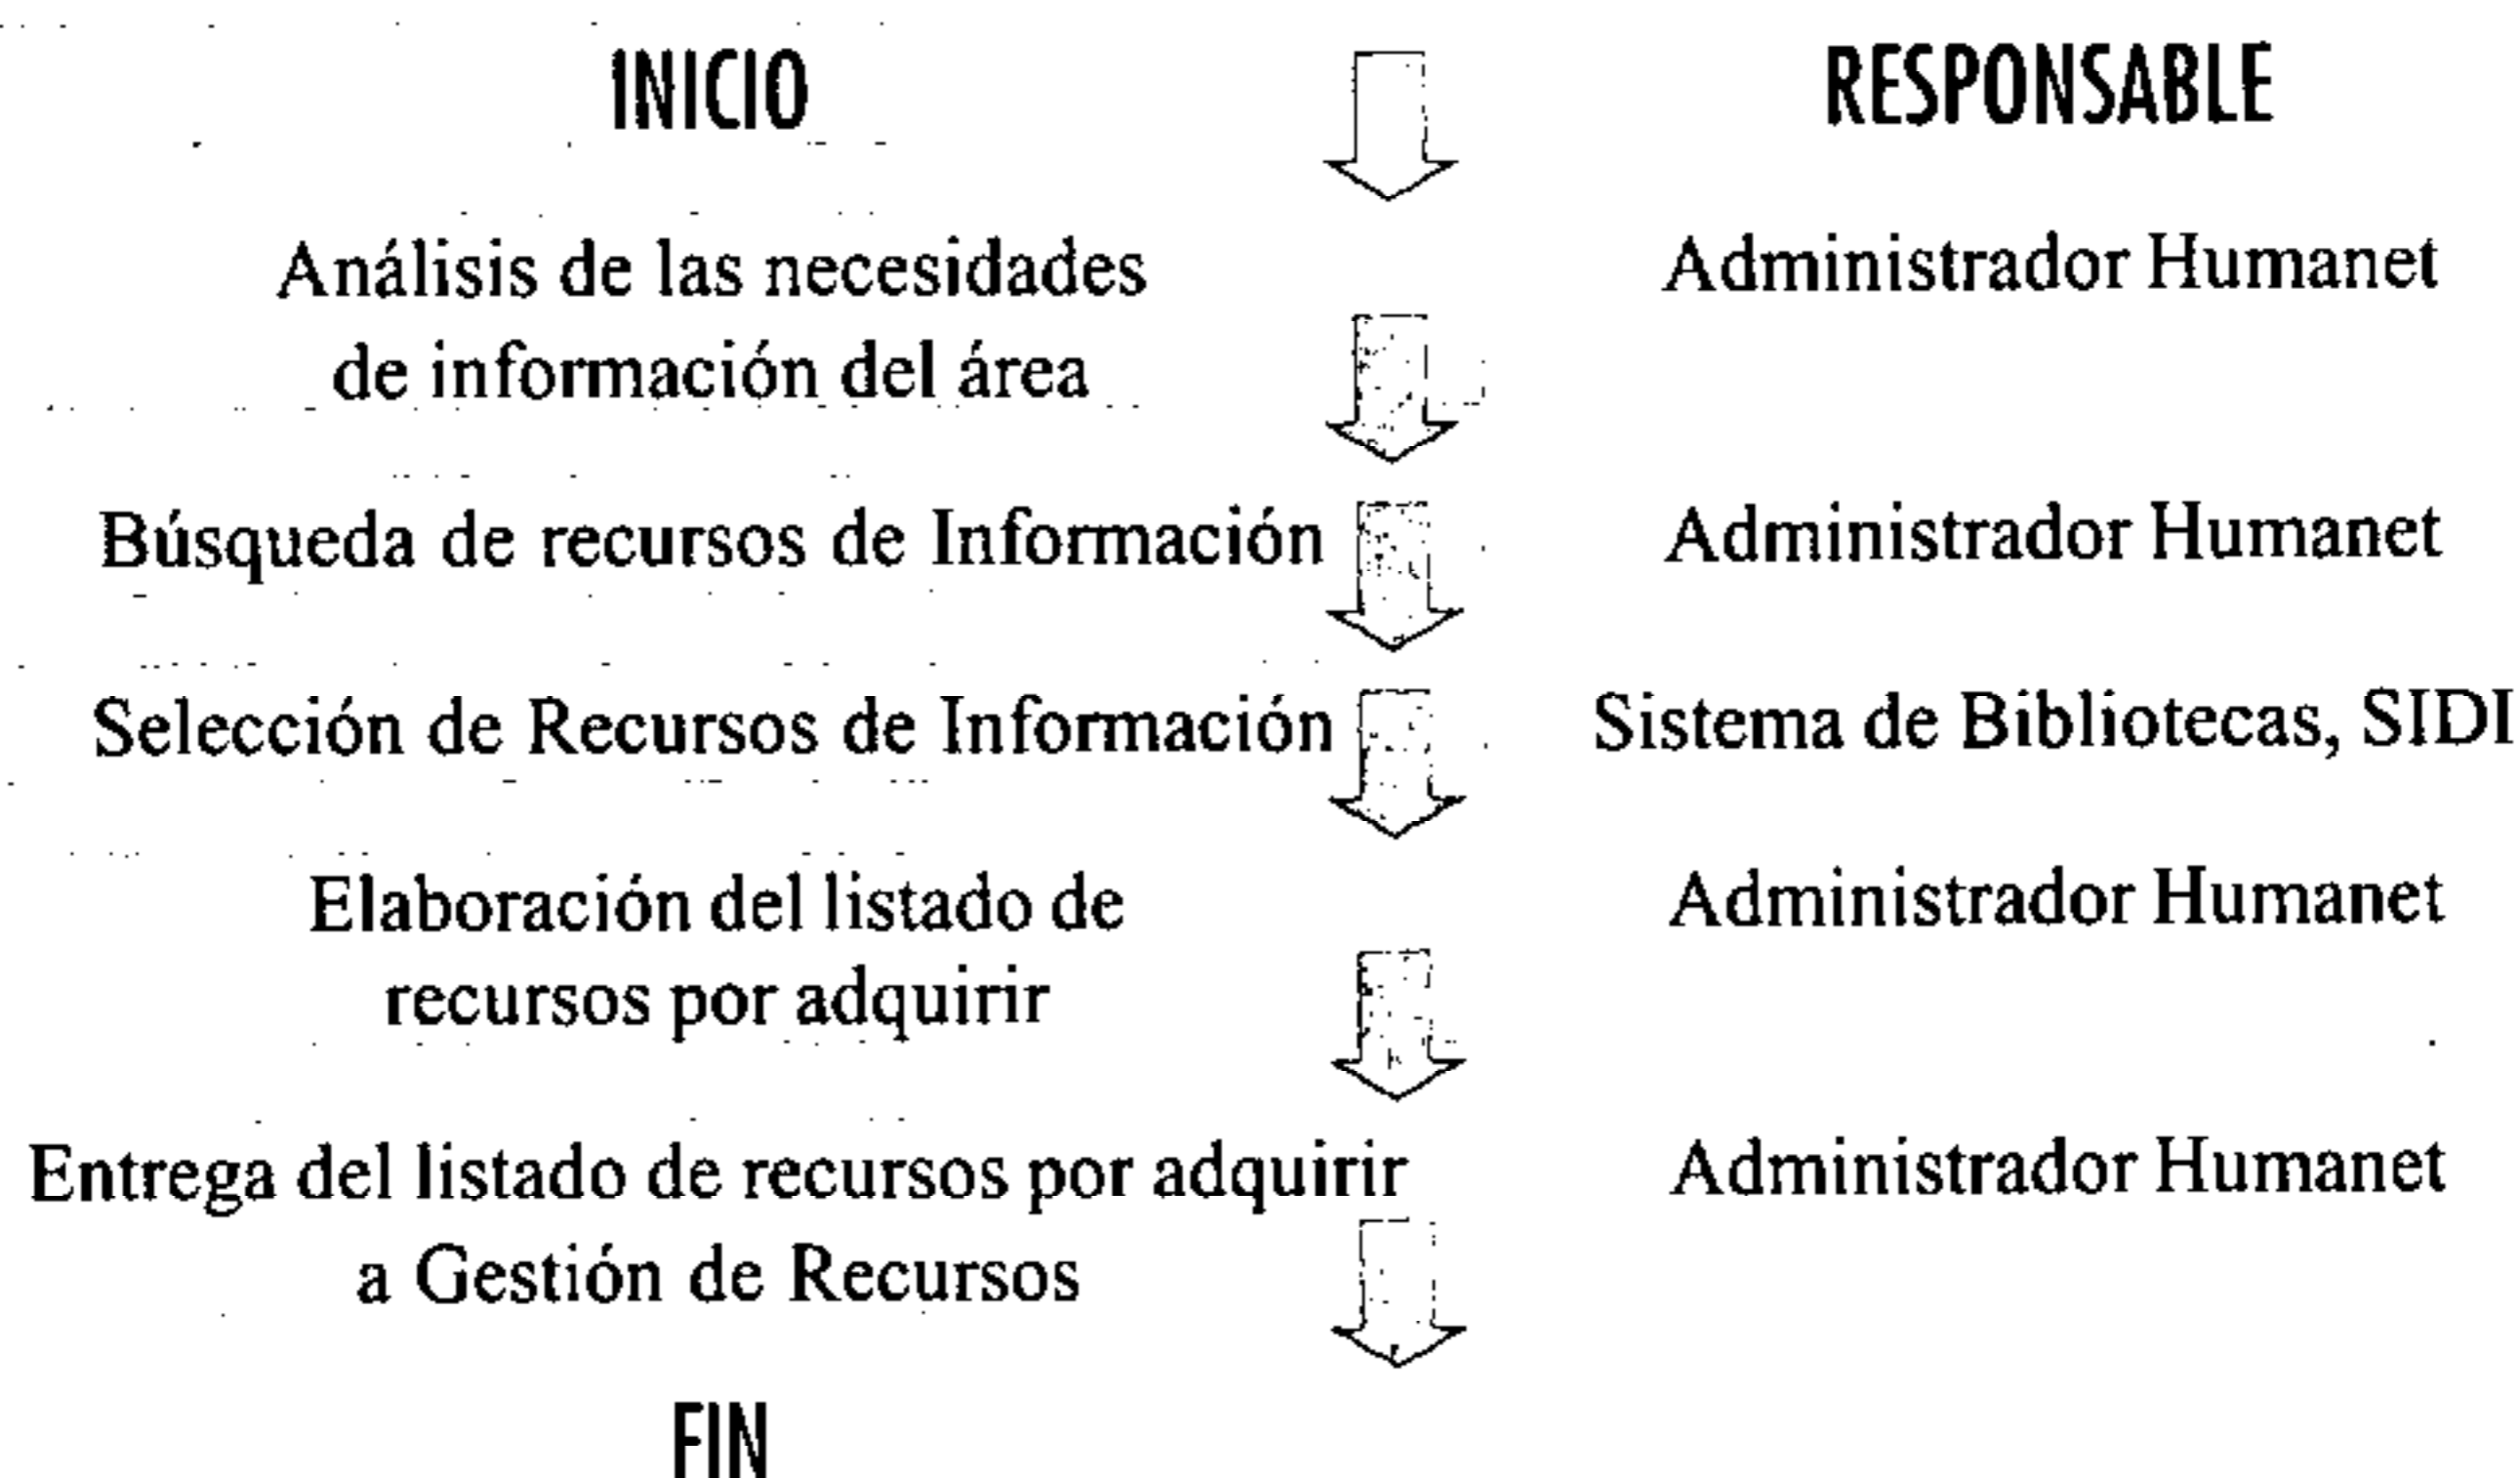 INICIO RESPONSABLE
Análisis de las necesidades Administrador Humanet
de información del área
Búsqueda de recursos de Información Administrador Humanet
Selección de Recursos de Información Sistema de Bibliotecas, SIDI
Elaboración del listado de Administrador Humanet
recursos por adquirir
Entrega del listado de recursos por adquirir Administrador Humanet
a Gestión de Recursos
FIN